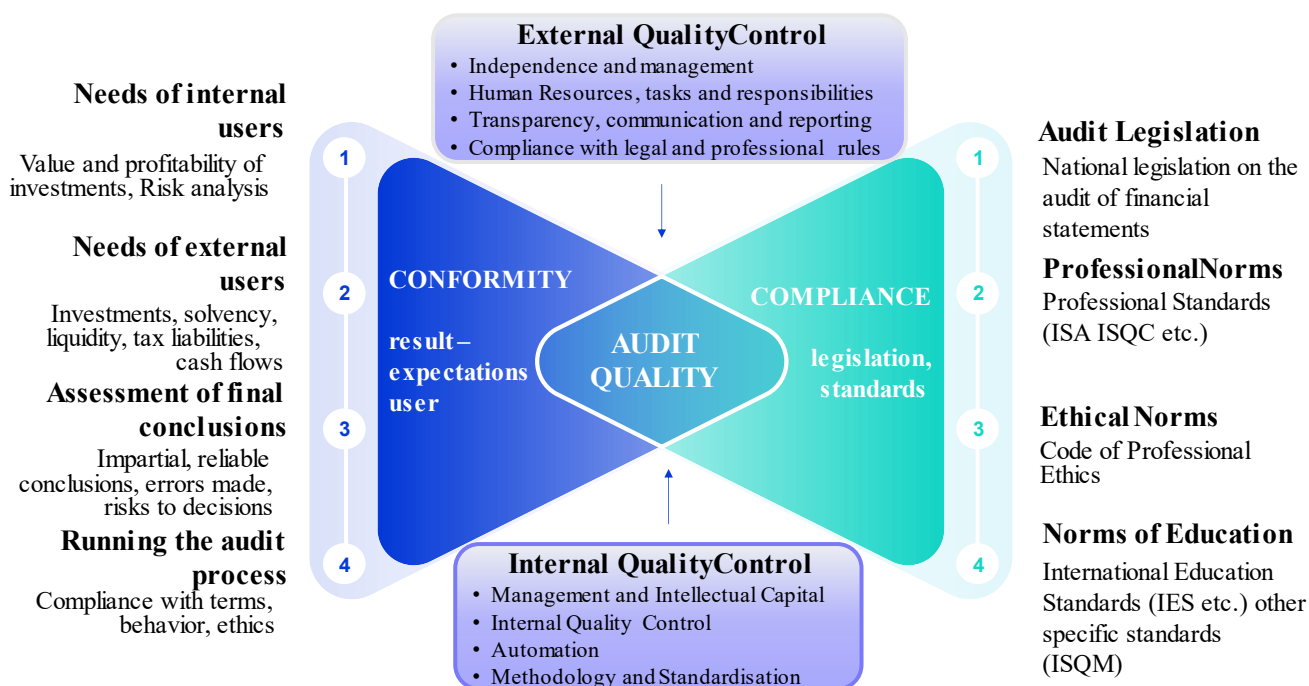 External QualityControl
• Independence and management
• Human Resources, tasks and responsibilities
• Transparency, communication and reporting
• Compliance with legal and professional rules
Needs of internal
users
Value and profitability of
investments, Risk analysis
Needs of external
users
Investments, solvency,
liquidity, tax liabilities,
cash flows
Assessment of final
conclusions
Impartial, reliable
conclusions, errors made,
risks to decisions
Running the audit
process
Compliance with terms,
behavior, ethics
1
2
3
4
CONFORMITY
result–
expectations
user
AUDIT
QUALITY
COMPLIANCE
legislation,
standards
1
2
3
4
Audit Legislation
National legislation on the
audit of financial
statements
ProfessionalNorms
Professional Standards
(ISA ISQC etc.)
Ethical Norms
Code of Professional
Ethics
Norms of Education
International Education
Standards (IES etc.) other
specific standards
(ISQM)
Internal QualityControl
• Management and Intellectual Capital
• Internal Quality Control
• Automation
• Methodology and Standardisation